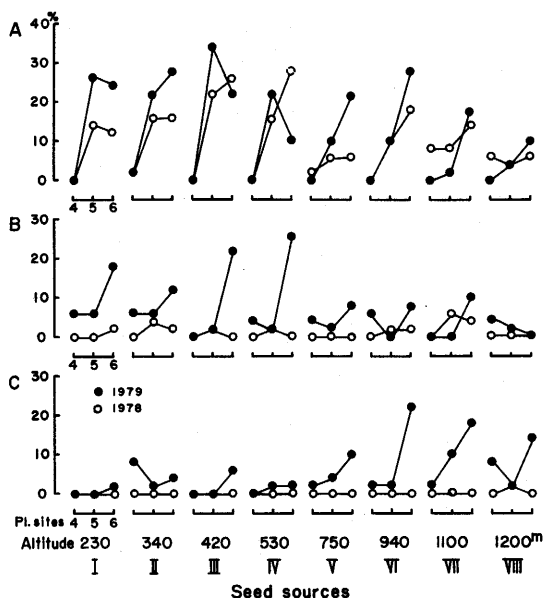 A
40%
30
20
10
0
4 5 6
B
30
20
10
0
4 5 6
C
30
● 1979
○ 1978
20
10
0
Pl. sites 4 5 6
Altitude 230 340 420 530 750 940 1100 1200m
I II III IV V VI VII VIII
Seed sources